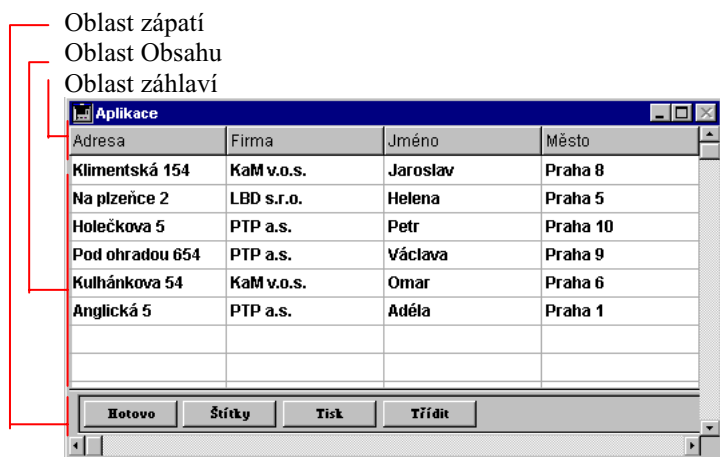 Oblast zápatí
Oblast Obsahu
Oblast záhlaví
Aplikace
Adresa Firma Jméno Město
Klimentská 154 KaM v.o.s. Jaroslav Praha 8
Na plzeňce 2 LBD s.r.o. Helena Praha 5
Holečkova 5 PTP a.s. Petr Praha 10
Pod ohradou 654 PTP a.s. Václava Praha 9
Kulhánkova 54 KaM v.o.s. Omar Praha 6
Anglická 5 PTP a.s. Adéla Praha 1
Hotovo Štítky Tisk Třídit